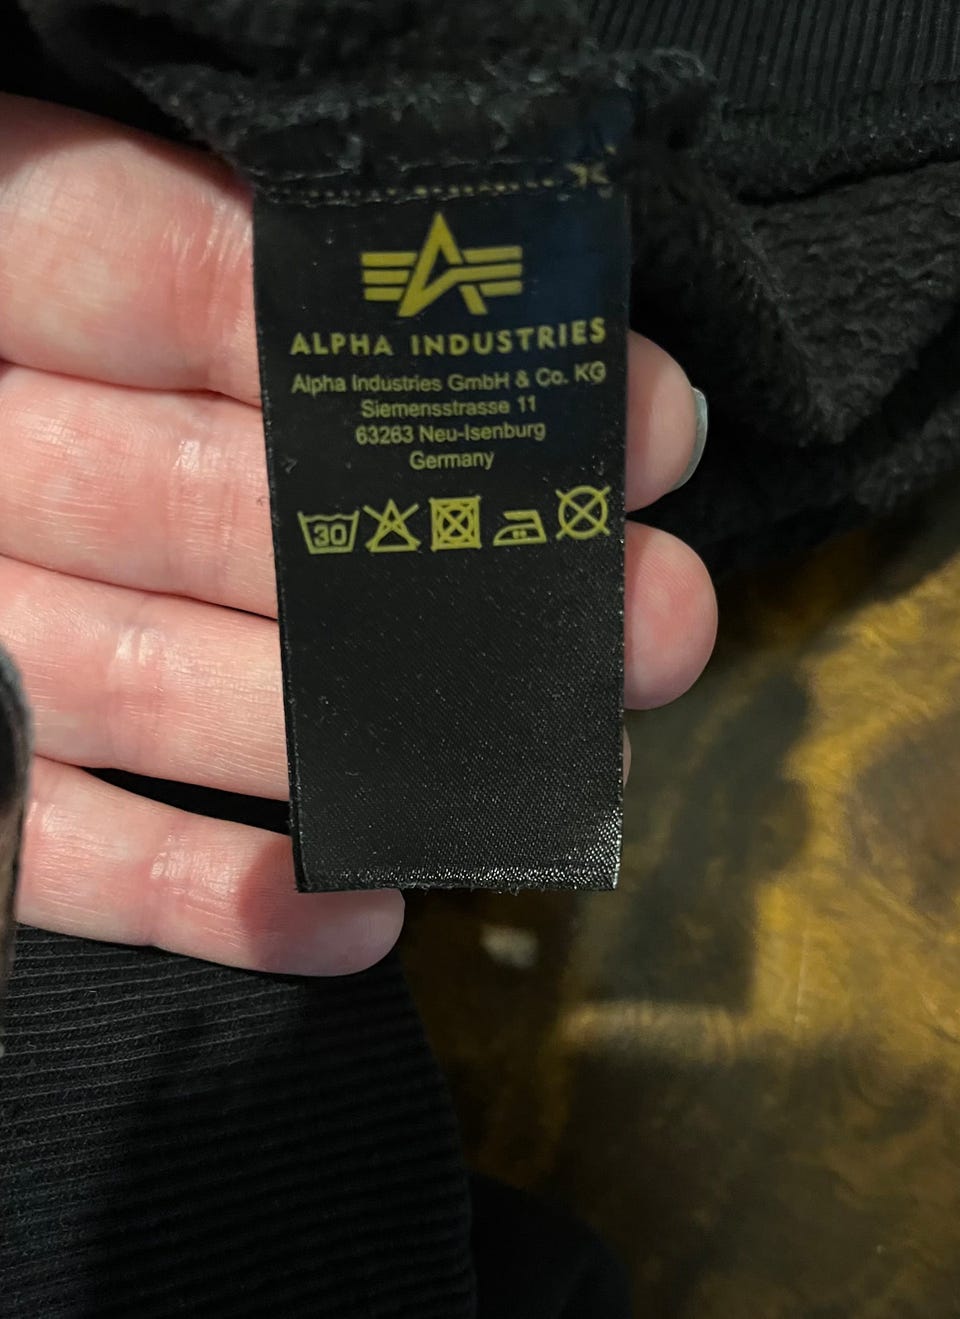 ALPHA INDUSTRIES
Alpha Industries GmbH & Co. KG
Siemensstrasse 11
63263 Neu-Isenburg
Germany
30